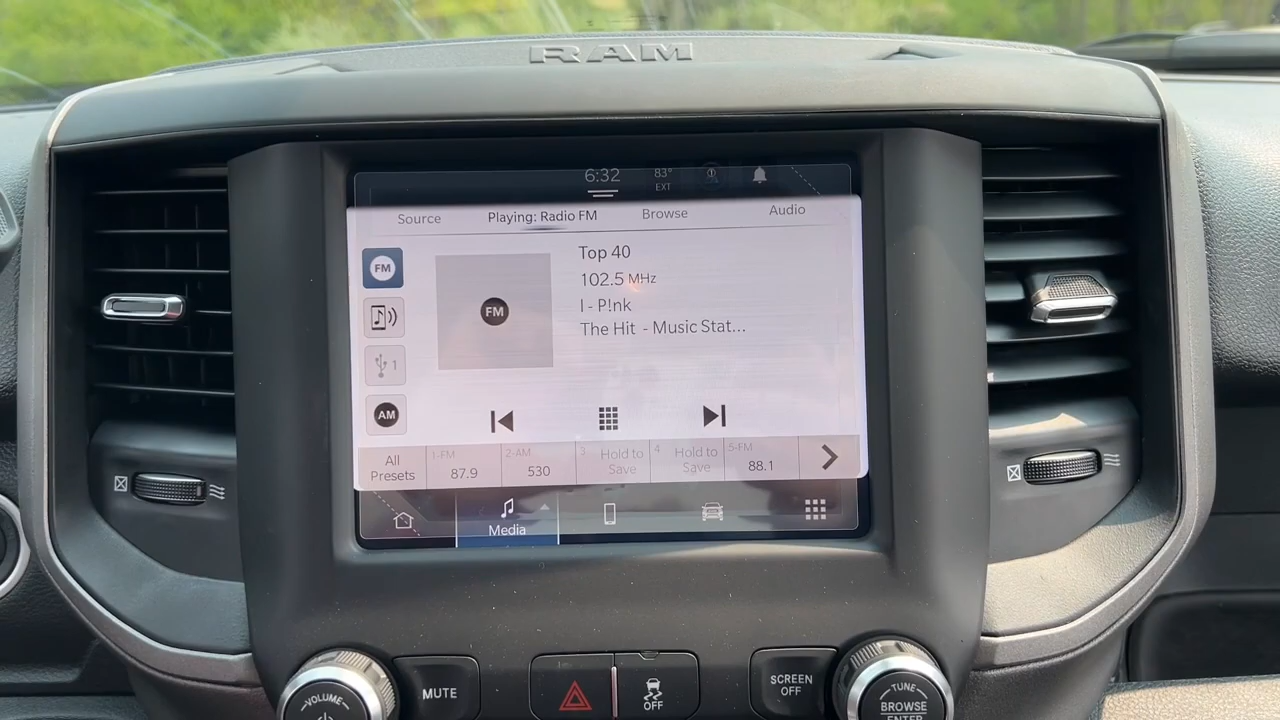 RAM
6:32
83°
EXT
Source
Playing: Radio FM
Browse
Audio
FM
Top 40
102.5 MHz
FM
I - P!nk
The Hit - Music Stat...
1
AM
All
Presets
1-FM
87.9
2-AM
530
3
Hold to
Save
4
Hold to
Save
5-FM
88.1
Media
VOLUME
MUTE
OFF
SCREEN
OFF
TUNE
BROWSE
ENTER